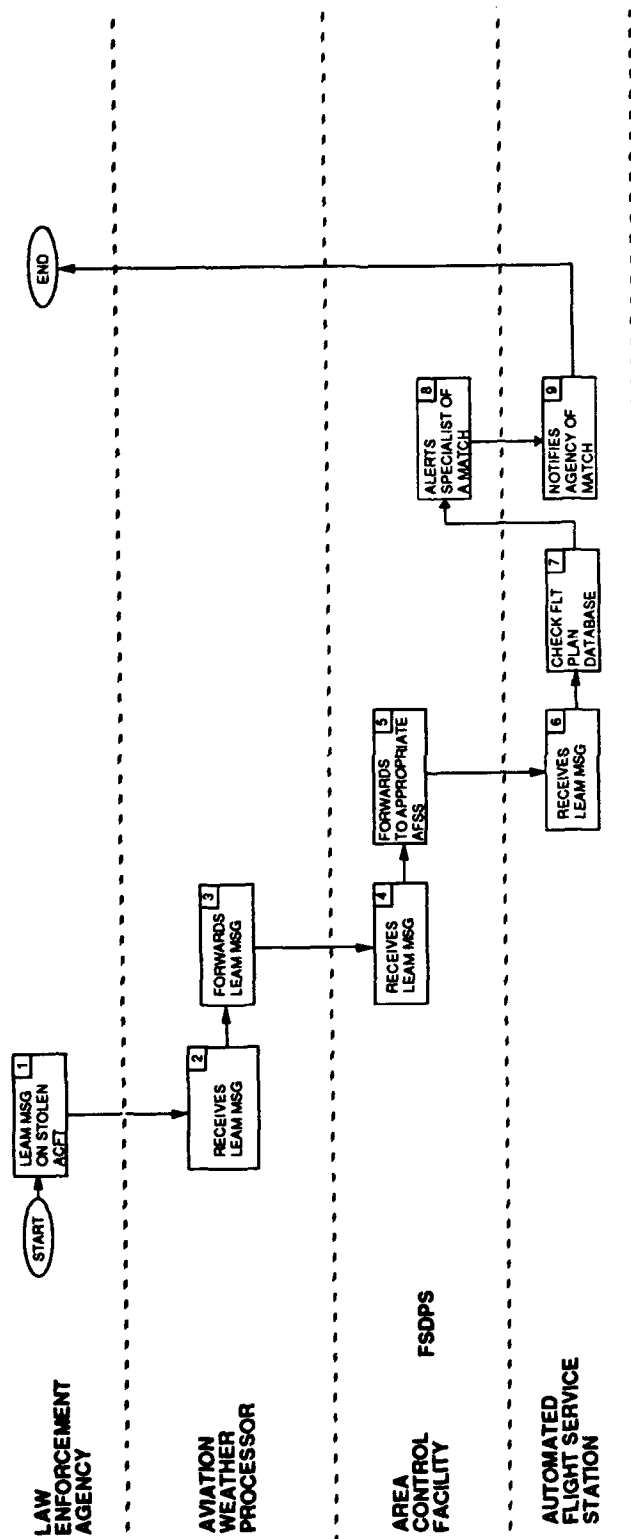 LAW
ENFORCEMENT
AGENCY
START
1
LEAM MSG
ON STOLEN
ACFT
END
AVIATION
WEATHER
PROCESSOR
2
RECEIVES
LEAM MSG
3
FORWARDS
LEAM MSG
AREA
CONTROL
FACILITY
FSDPS
4
RECEIVES
LEAM MSG
5
FORWARDS
TO APPROPRIATE
AFSS
8
ALERTS
SPECIALIST OF
A MATCH
AUTOMATED
FLIGHT SERVICE
STATION
6
RECEIVES
LEAM MSG
7
CHECK FLT
PLAN
DATABASE
9
NOTIFIES
AGENCY OF
MATCH